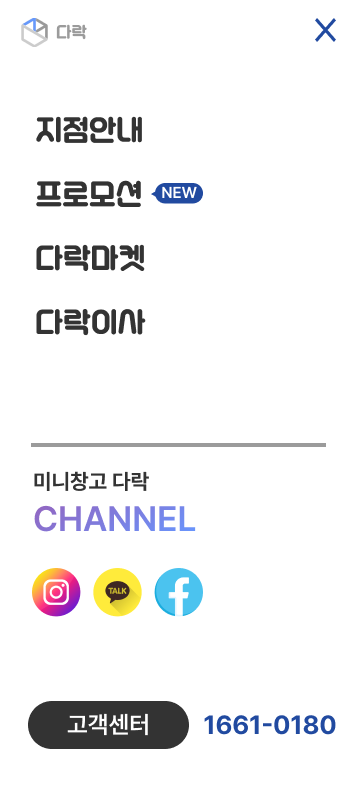 다락
지점안내
프로모션 NEW
다락마켓
다락이사
미니창고 다락
CHANNEL
TALK
고객센터 1661-0180